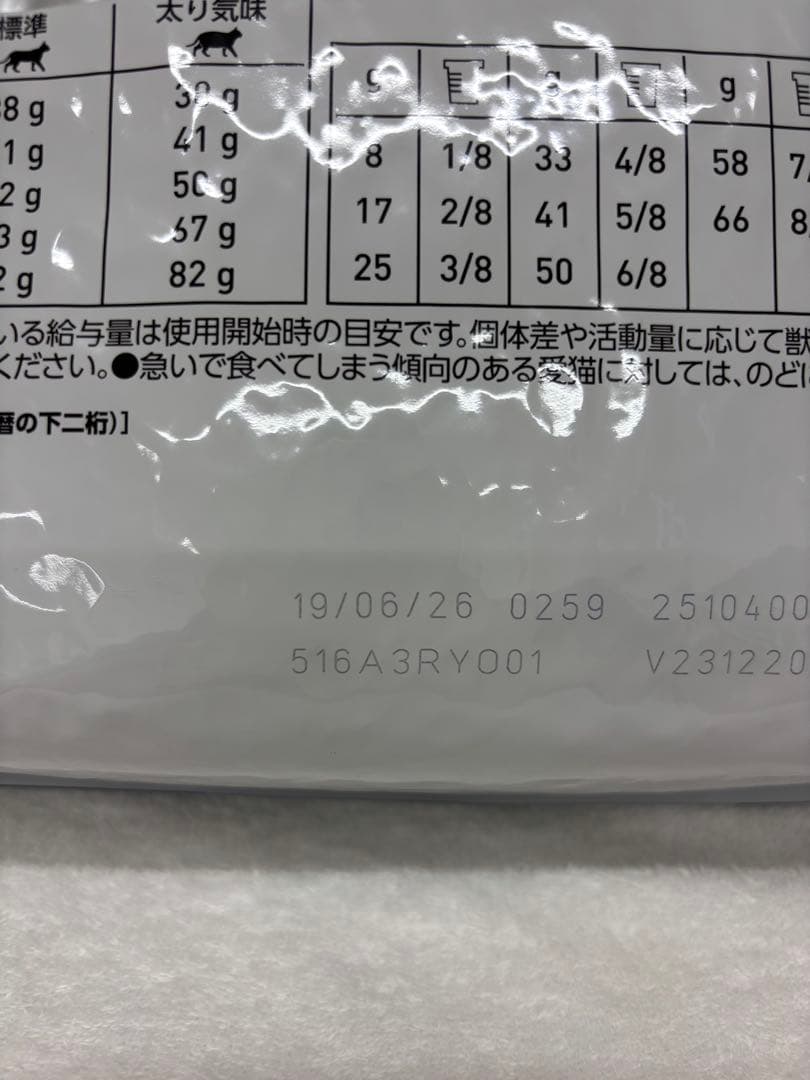 標準 太り気味
g g g
8 g 38 g
8 1/8 33 4/8 58 7/
1 g 41 g
2 g 50 g
17 2/8 41 5/8 66 8/
3 g 67 g
25 3/8 50 6/8
2 g 82 g
いる給与量は使用開始時の目安です。個体差や活動量に応じて獣
ください。●急いで食べてしまう傾向のある愛猫に対しては、のどに
暦の下二桁)]
19/06/26 0259 2510400
516A3RYO01 V231220